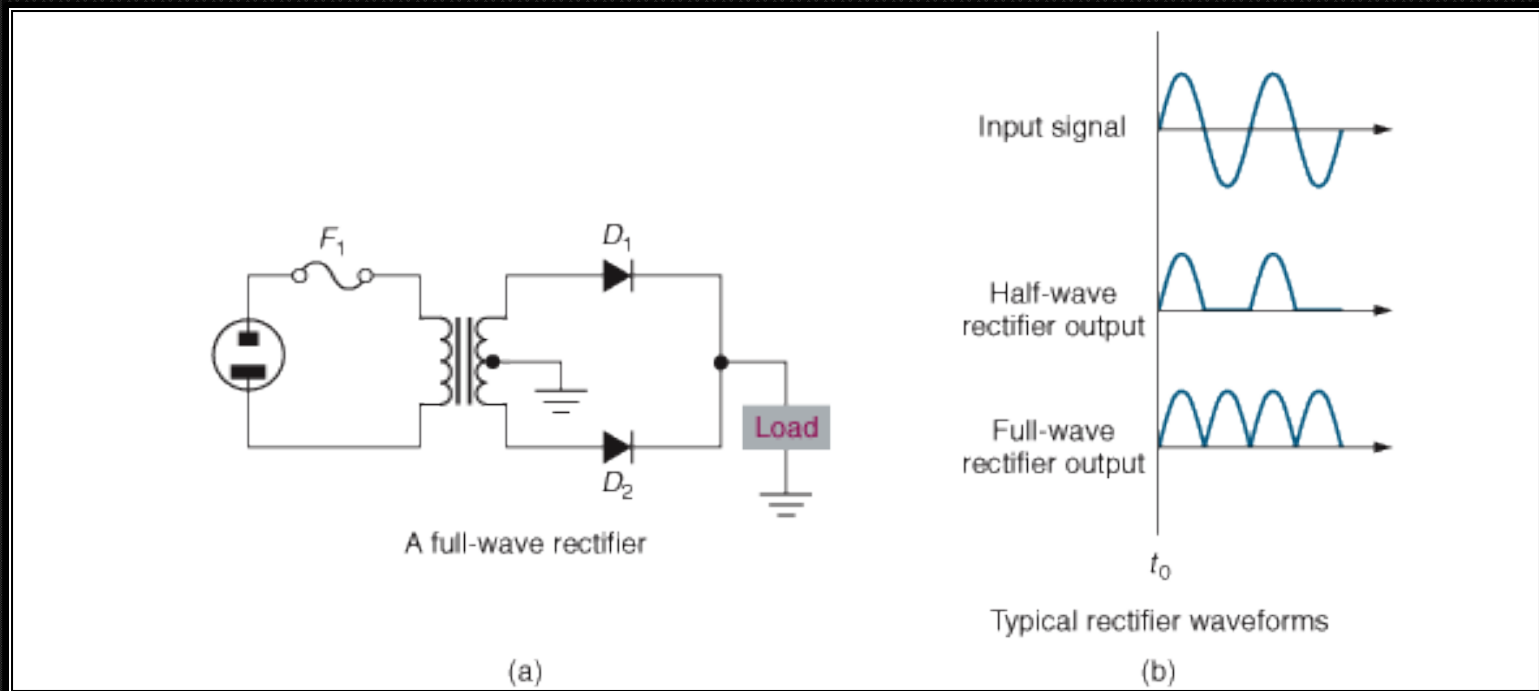 F₁
D₁
Load
D₂
A full-wave rectifier
(a)
Input signal
Half-wave
rectifier output
Full-wave
rectifier output
t₀
Typical rectifier waveforms
(b)